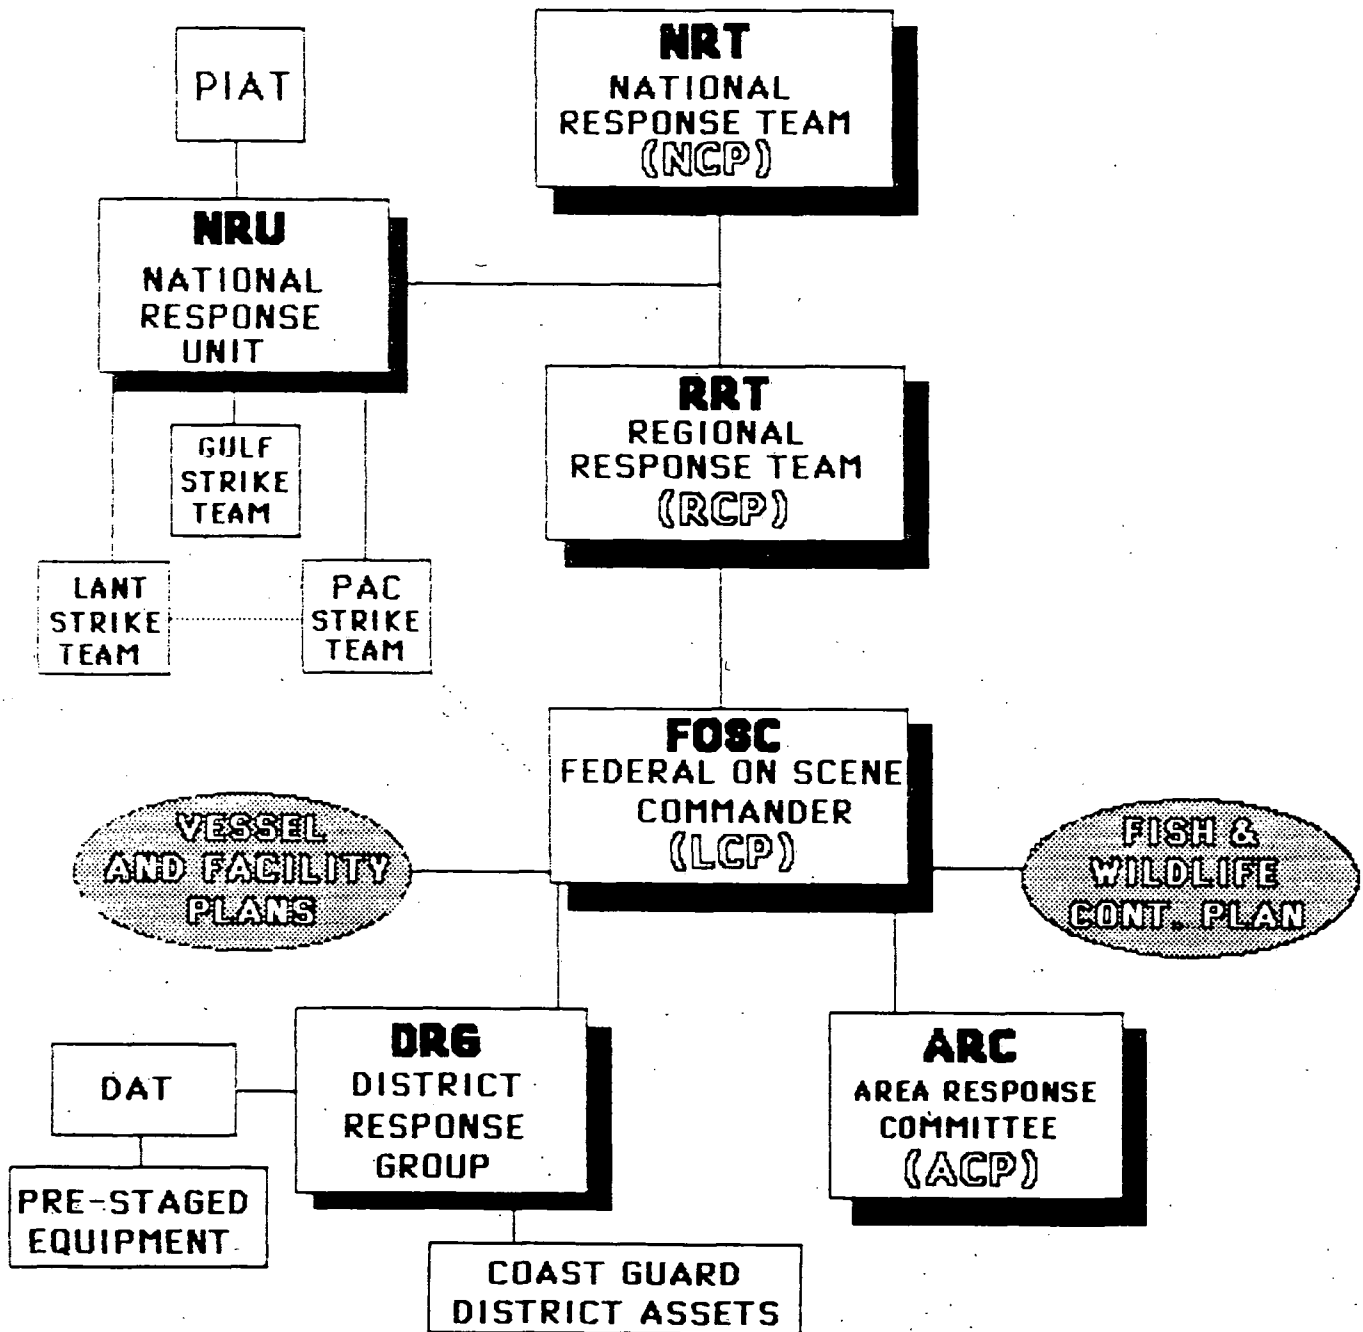 PIAT
NRT
NATIONAL
RESPONSE TEAM
(NCP)
NRU
NATIONAL
RESPONSE
UNIT
RRT
REGIONAL
RESPONSE TEAM
(RCP)
GULF
STRIKE
TEAM
LANT
STRIKE
TEAM
PAC
STRIKE
TEAM
FOSC
FEDERAL ON SCENE
COMMANDER
(LCP)
VESSEL
AND FACILITY
PLANS
FISH &
WILDLIFE
CONT. PLAN
DRG
DISTRICT
RESPONSE
GROUP
ARC
AREA RESPONSE
COMMITTEE
(ACP)
DAT
PRE-STAGED
EQUIPMENT
COAST GUARD
DISTRICT ASSETS